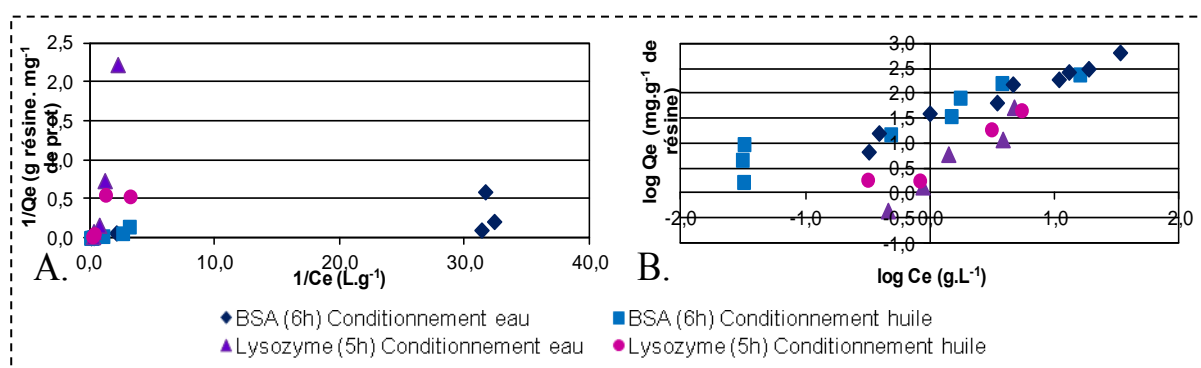 2,5
2,0
1,5
1,0
0,5
0,0
1/Qe (g résine. mg⁻¹ de prot)
0,0 10,0 20,0 30,0 40,0
1/Ce (L.g⁻¹)
A.
3,0
2,5
2,0
1,5
1,0
0,5
0,0
-0,5
-1,0
log Qe (mg.g⁻¹ de résine)
-2,0 -1,0 0,0 1,0 2,0
log Ce (g.L⁻¹)
B.
BSA (6h) Conditionnement eau
BSA (6h) Conditionnement huile
Lysozyme (5h) Conditionnement eau
Lysozyme (5h) Conditionnement huile